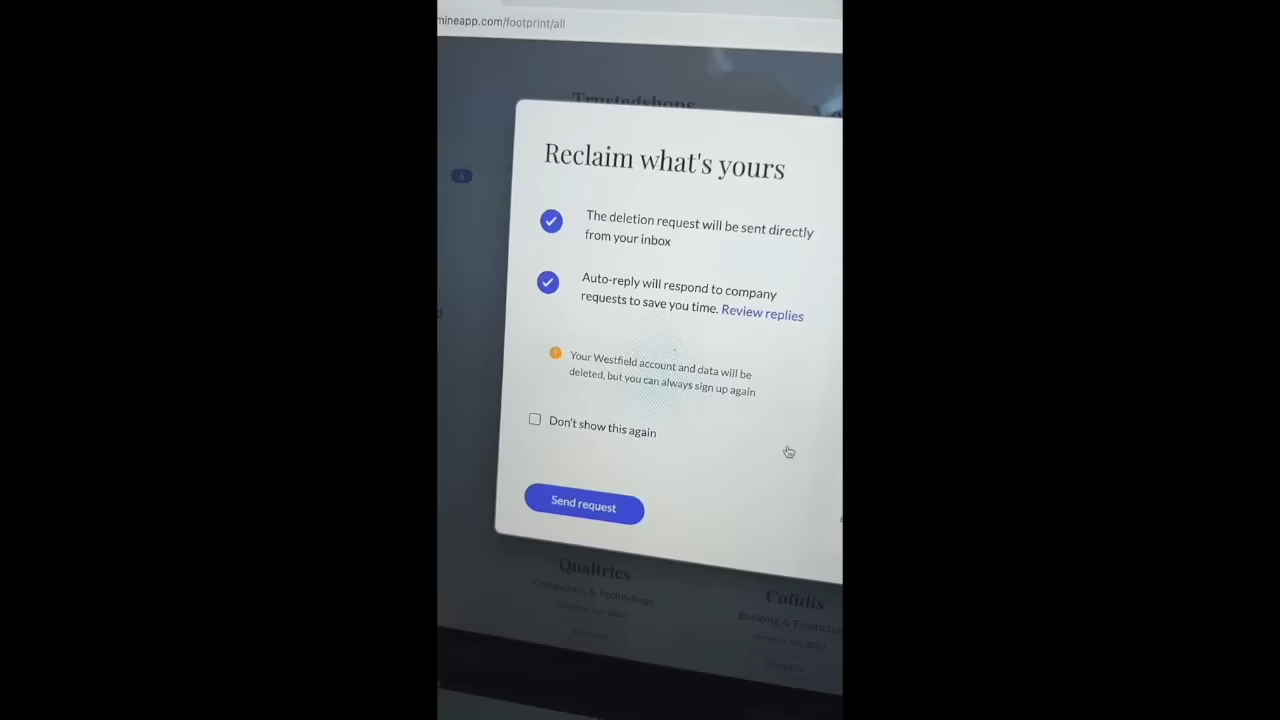 mineapp.com/footprint/all
Trustedshops
Reclaim what's yours
6
The deletion request will be sent directly
from your inbox
Auto-reply will respond to company
requests to save you time. Review replies
Your Westfield account and data will be
deleted, but you can always sign up again
Don't show this again
Send request
Qualtrics
Computers & Technology
Cofidis
Banking & Financial
Reclaim